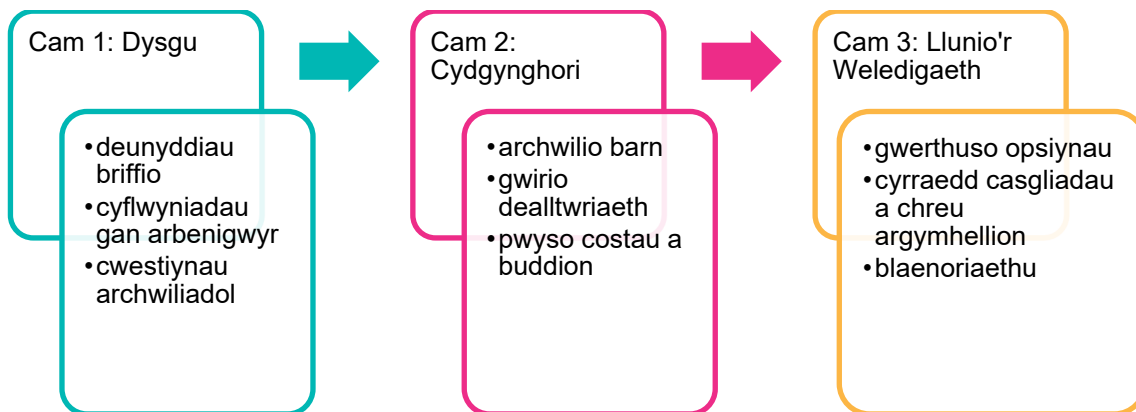 Cam 1: Dysgu
•deunyddiau
briffio
•cyflwyniadau
gan arbenigwyr
•cwestiynau
archwiliadol
Cam 2:
Cydgynghori
•archwilio barn
•gwirio
dealltwriaeth
•pwyso costau a
buddion
Cam 3: Llunio'r
Weledigaeth
•gwerthuso opsiynau
•cyrraedd casgliadau
a chreu
argymhellion
•blaenoriaethu